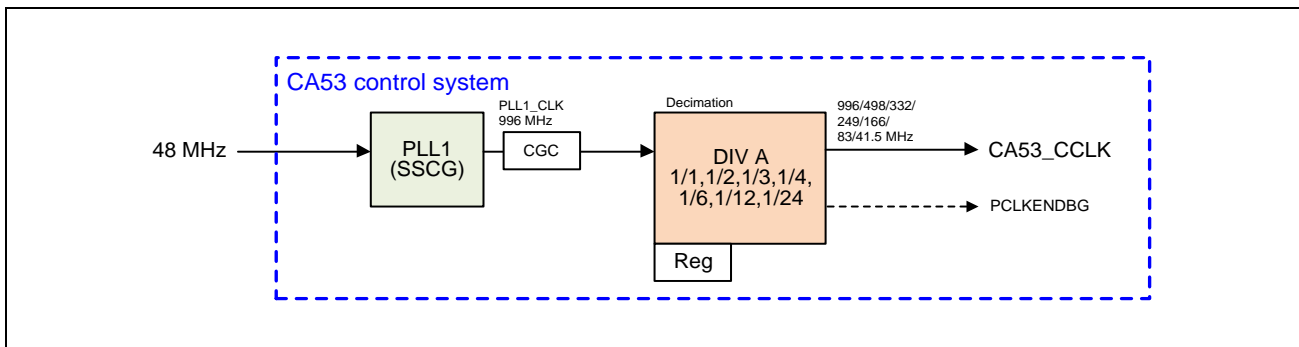 CA53 control system
48 MHz
PLL1
(SSCG)
PLL1_CLK
996 MHz
CGC
Decimation
DIV A
1/1,1/2,1/3,1/4,
1/6,1/12,1/24
Reg
996/498/332/
249/166/
83/41.5 MHz
CA53_CCLK
PCLKENDBG